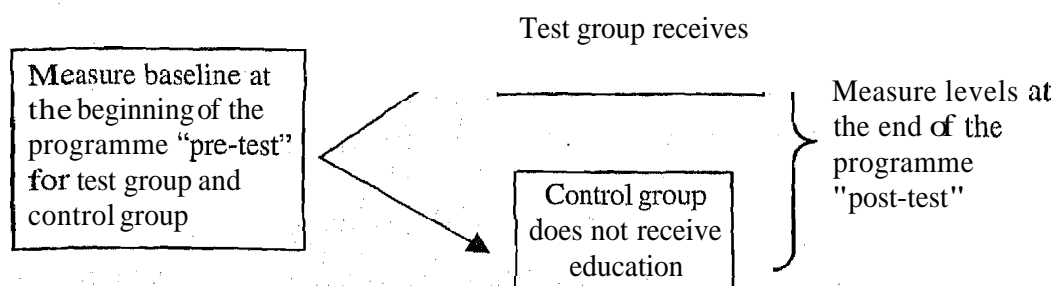 Test group receives
Measure baseline at
the beginning of the
programme “pre-test”
for test group and
control group
Measure levels at
the end of the
programme
"post-test"
Control group
does not receive
education